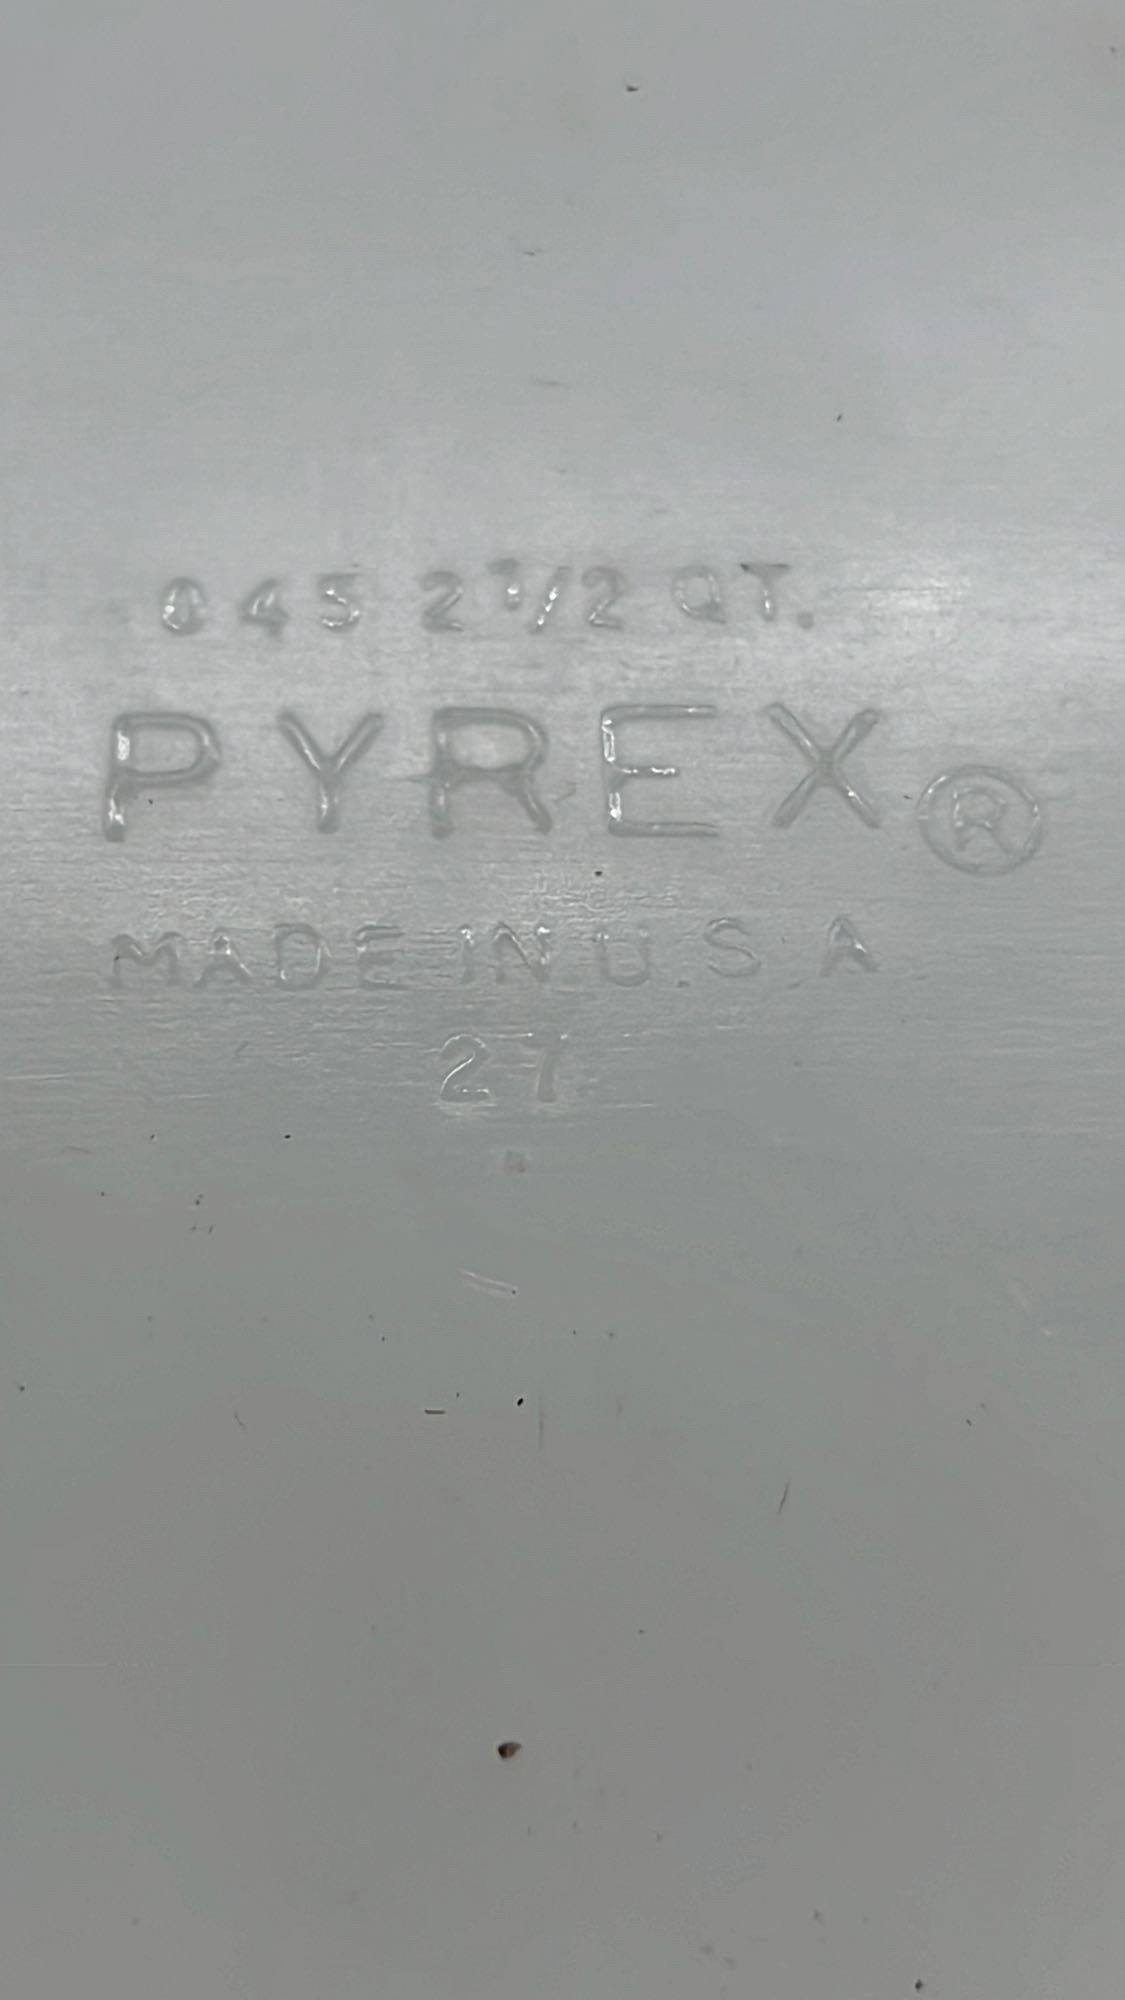 045 2 1/2 QT.
PYREX®
MADE IN U.S A
27